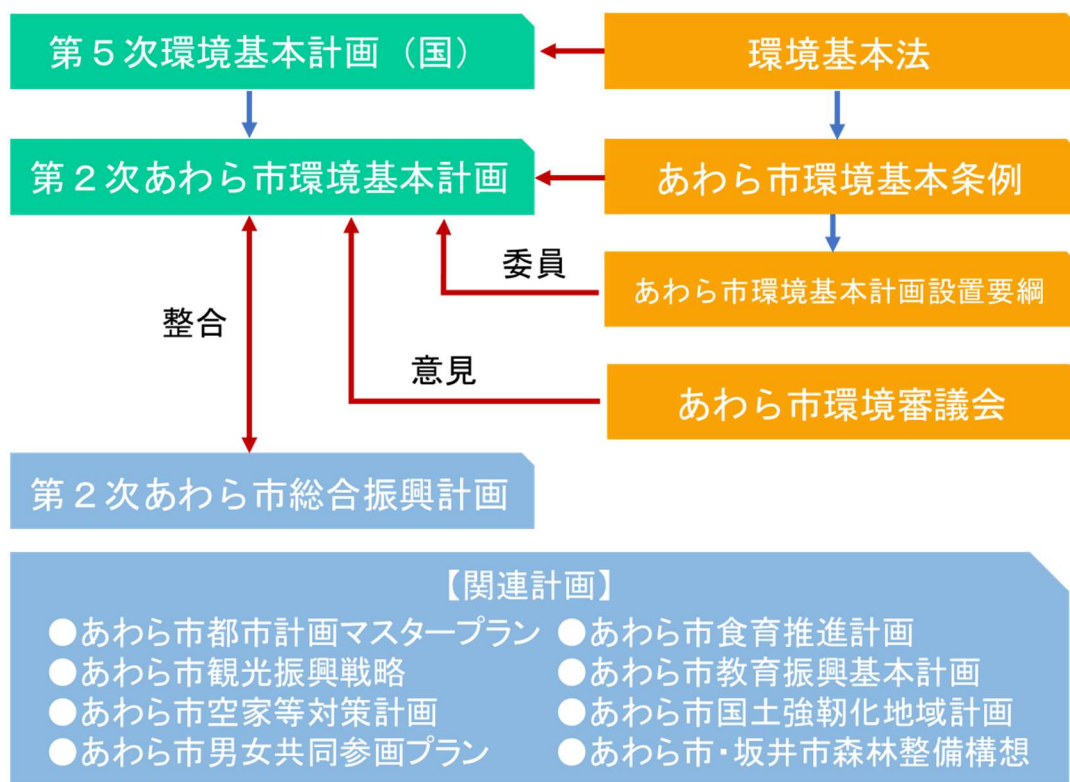 第５次環境基本計画（国）
環境基本法
第２次あわら市環境基本計画
あわら市環境基本条例
委員
あわら市環境基本計画設置要綱
整合
意見
あわら市環境審議会
第２次あわら市総合振興計画
【関連計画】
●あわら市都市計画マスタープラン
●あわら市食育推進計画
●あわら市観光振興戦略
●あわら市教育振興基本計画
●あわら市空家等対策計画
●あわら市国土強靭化地域計画
●あわら市男女共同参画プラン
●あわら市・坂井市森林整備構想